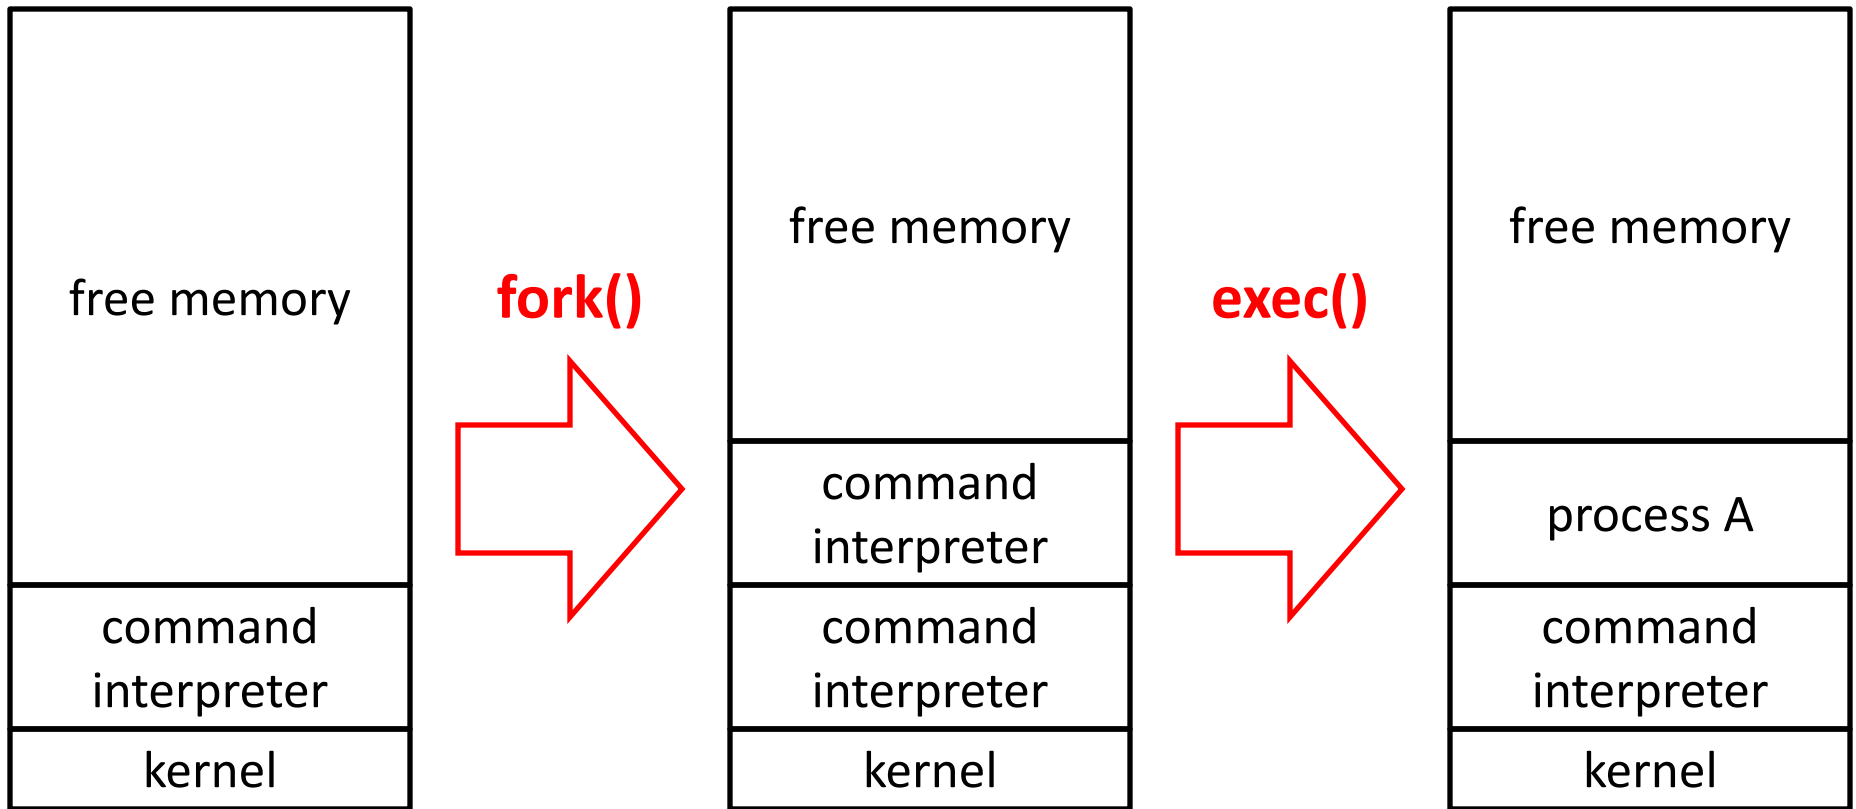 free memory
command
interpreter
kernel
fork()
free memory
command
interpreter
command
interpreter
kernel
exec()
free memory
process A
command
interpreter
kernel